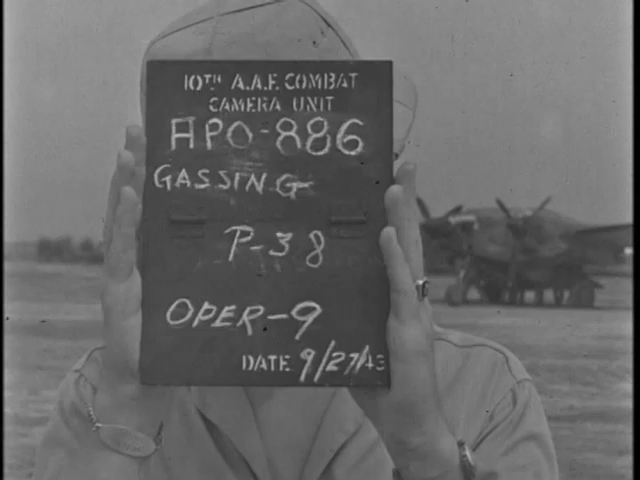 10TH A.A.F. COMBAT
CAMERA UNIT
APO-886
GASSING
P-38
OPER-9
DATE 9/27/43